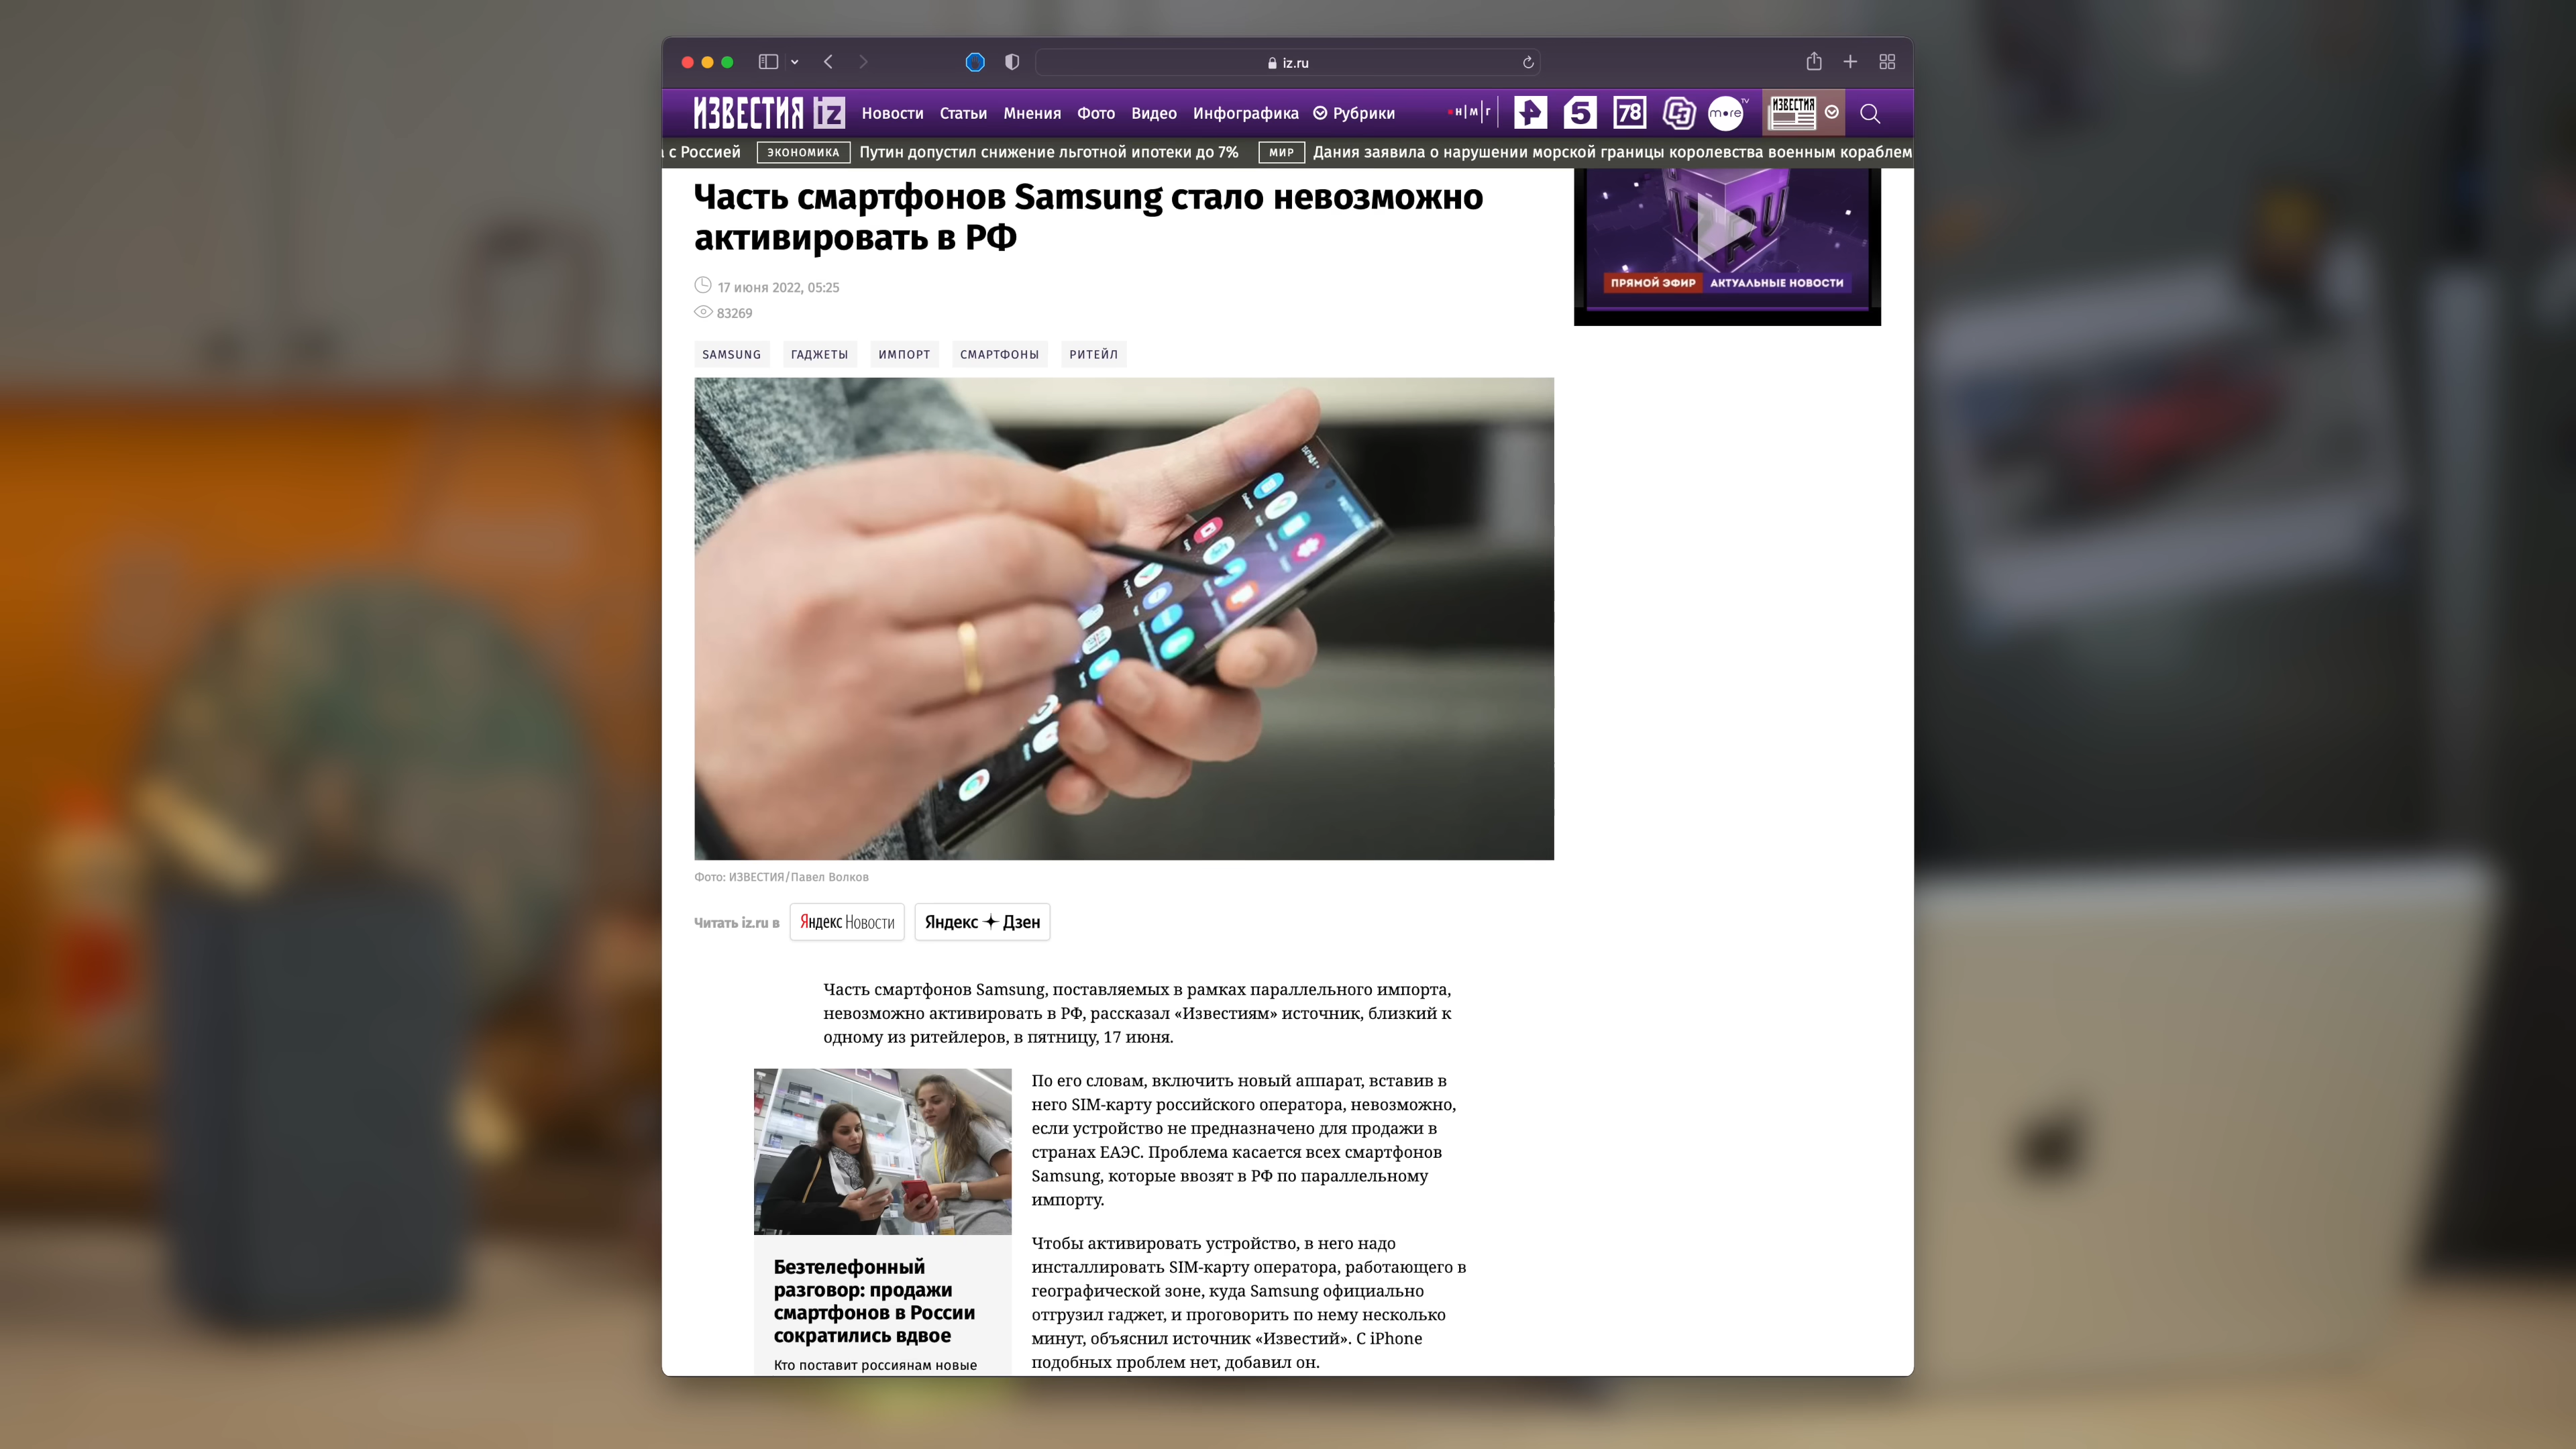 iz.ru
ИЗВЕСТИЯ iz Новости Статьи Мнения Фото Видео Инфографика Рубрики н|м|г 5 78 more TV ИЗВЕСТИЯ
с Россией ЭКОНОМИКА Путин допустил снижение льготной ипотеки до 7% МИР Дания заявила о нарушении морской границы королевства военным кораблем
Часть смартфонов Samsung стало невозможно
активировать в РФ
17 июня 2022, 05:25
83269
SAMSUNG ГАДЖЕТЫ ИМПОРТ СМАРТФОНЫ РИТЕЙЛ
ПРЯМОЙ ЭФИР АКТУАЛЬНЫЕ НОВОСТИ
Фото: ИЗВЕСТИЯ/Павел Волков
Читать iz.ru в Яндекс Новости Яндекс Дзен
Часть смартфонов Samsung, поставляемых в рамках параллельного импорта,
невозможно активировать в РФ, рассказал «Известиям» источник, близкий к
одному из ритейлеров, в пятницу, 17 июня.
По его словам, включить новый аппарат, вставив в
него SIM-карту российского оператора, невозможно,
если устройство не предназначено для продажи в
странах ЕАЭС. Проблема касается всех смартфонов
Samsung, которые ввозят в РФ по параллельному
импорту.
Чтобы активировать устройство, в него надо
инсталлировать SIM-карту оператора, работающего в
географической зоне, куда Samsung официально
отгрузил гаджет, и проговорить по нему несколько
минут, объяснил источник «Известий». С iPhone
подобных проблем нет, добавил он.
Безтелефонный
разговор: продажи
смартфонов в России
сократились вдвое
Кто поставит россиянам новые